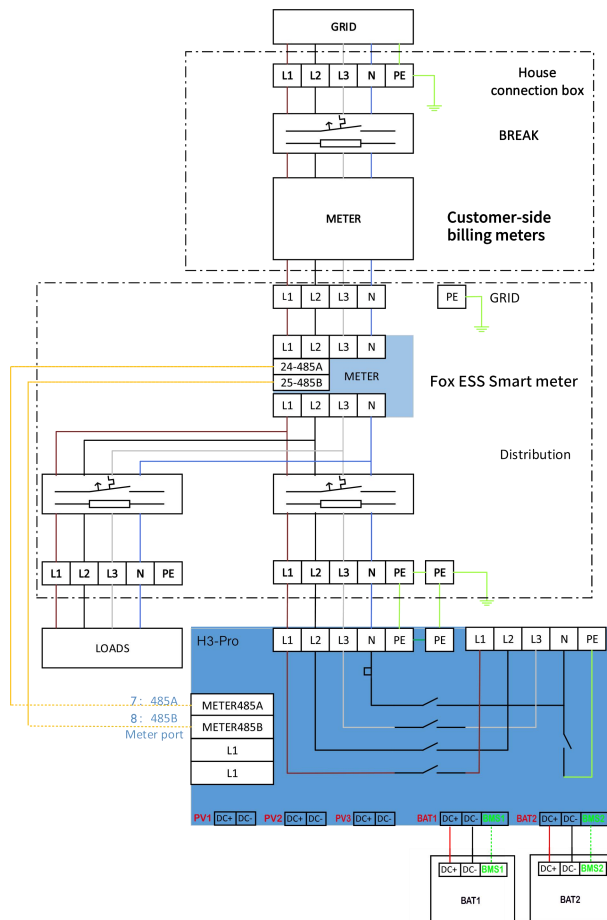 GRID
L1 L2 L3 N PE
House
connection box
BREAK
METER
Customer-side
billing meters
L1 L2 L3 N PE GRID
L1 L2 L3 N
24-485A
25-485B
METER
Fox ESS Smart meter
L1 L2 L3 N
Distribution
L1 L2 L3 N PE
L1 L2 L3 N PE PE
LOADS
H3-Pro
L1 L2 L3 N PE PE
L1 L2 L3 N PE
7: 485A
8: 485B
Meter port
METER485A
METER485B
L1
L1
PV1 DC+ DC- PV2 DC+ DC- PV3 DC+ DC- BAT1 DC+ DC- BAT2 DC+ DC-
DC+ DC- BMS1
DC+ DC- BMS2
BAT1
BAT2